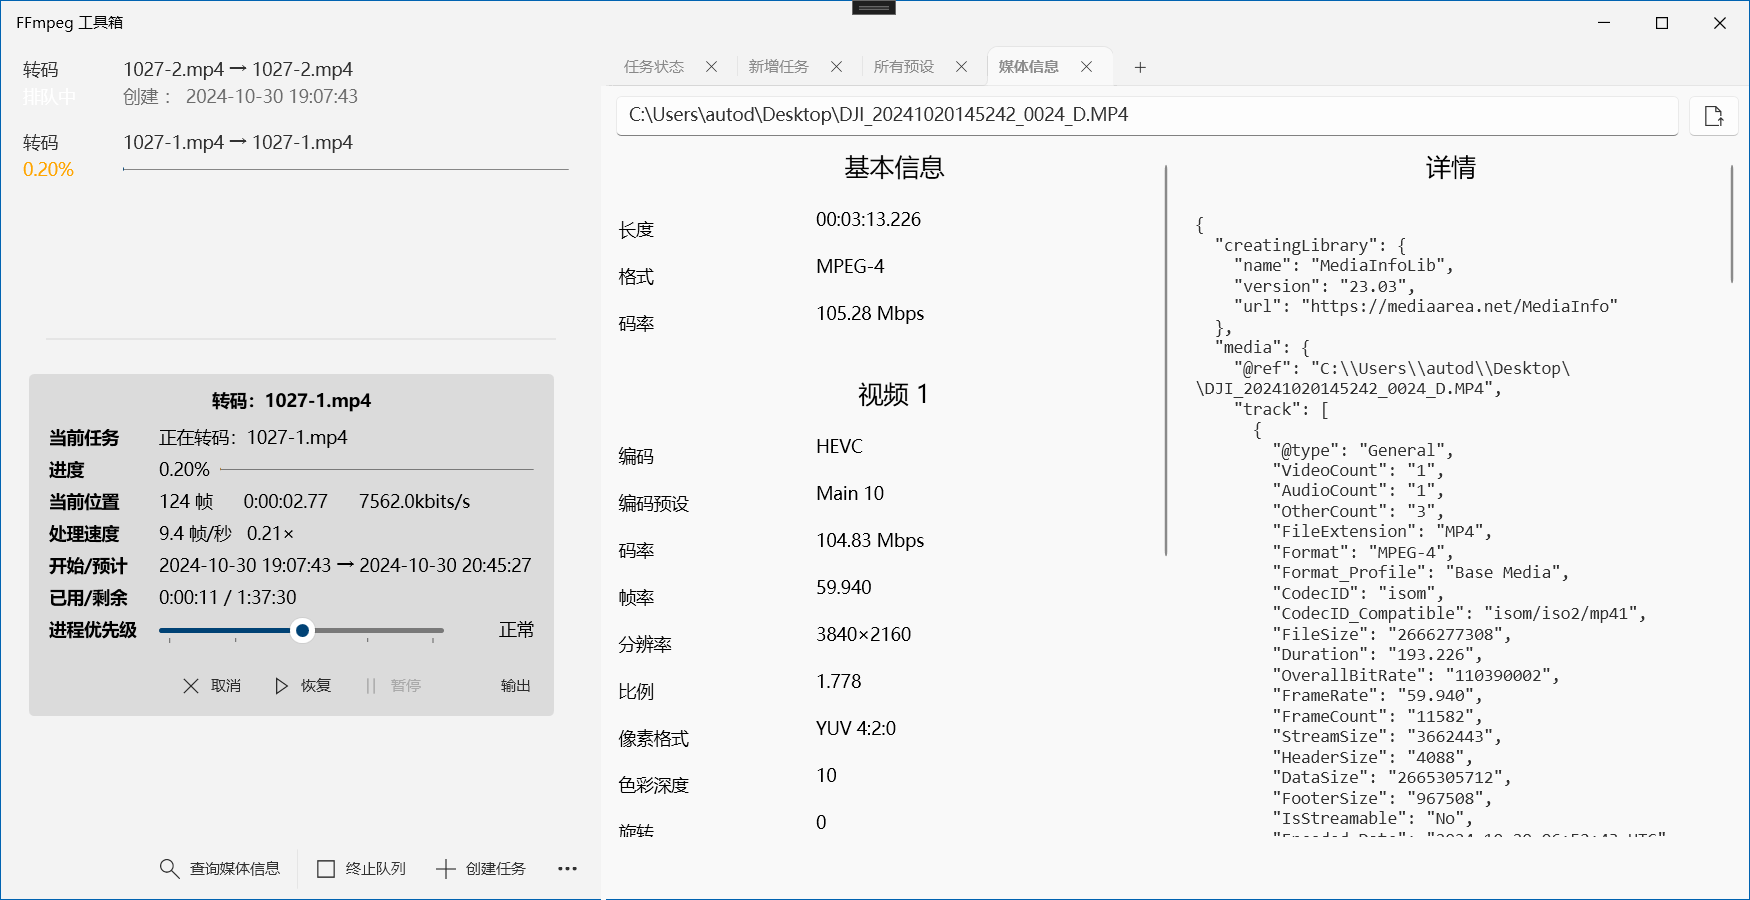 FFmpeg 工具箱
转码 1027-2.mp4 → 1027-2.mp4
排队中 创建： 2024-10-30 19:07:43
转码 1027-1.mp4 → 1027-1.mp4
0.20%
转码：1027-1.mp4
当前任务 正在转码：1027-1.mp4
进度 0.20%
当前位置 124 帧 0:00:02.77 7562.0kbits/s
处理速度 9.4 帧/秒 0.21×
开始/预计 2024-10-30 19:07:43 → 2024-10-30 20:45:27
已用/剩余 0:00:11 / 1:37:30
进程优先级 正常
取消 恢复 暂停 输出
查询媒体信息 终止队列 创建任务
任务状态 新增任务 所有预设 媒体信息
C:\Users\autod\Desktop\DJI_20241020145242_0024_D.MP4
基本信息
长度 00:03:13.226
格式 MPEG-4
码率 105.28 Mbps
视频 1
编码 HEVC
编码预设 Main 10
码率 104.83 Mbps
帧率 59.940
分辨率 3840×2160
比例 1.778
像素格式 YUV 4:2:0
色彩深度 10
旋转 0
详情
{
"creatingLibrary": {
"name": "MediaInfoLib",
"version": "23.03",
"url": "https://mediaarea.net/MediaInfo"
},
"media": {
"@ref": "C:\\Users\\autod\\Desktop\
\DJI_20241020145242_0024_D.MP4",
"track": [
{
"@type": "General",
"VideoCount": "1",
"AudioCount": "1",
"OtherCount": "3",
"FileExtension": "MP4",
"Format": "MPEG-4",
"Format_Profile": "Base Media",
"CodecID": "isom",
"CodecID_Compatible": "isom/iso2/mp41",
"FileSize": "2666277308",
"Duration": "193.226",
"OverallBitRate": "110390002",
"FrameRate": "59.940",
"FrameCount": "11582",
"StreamSize": "3662443",
"HeaderSize": "4088",
"DataSize": "2665305712",
"FooterSize": "967508",
"IsStreamable": "No",